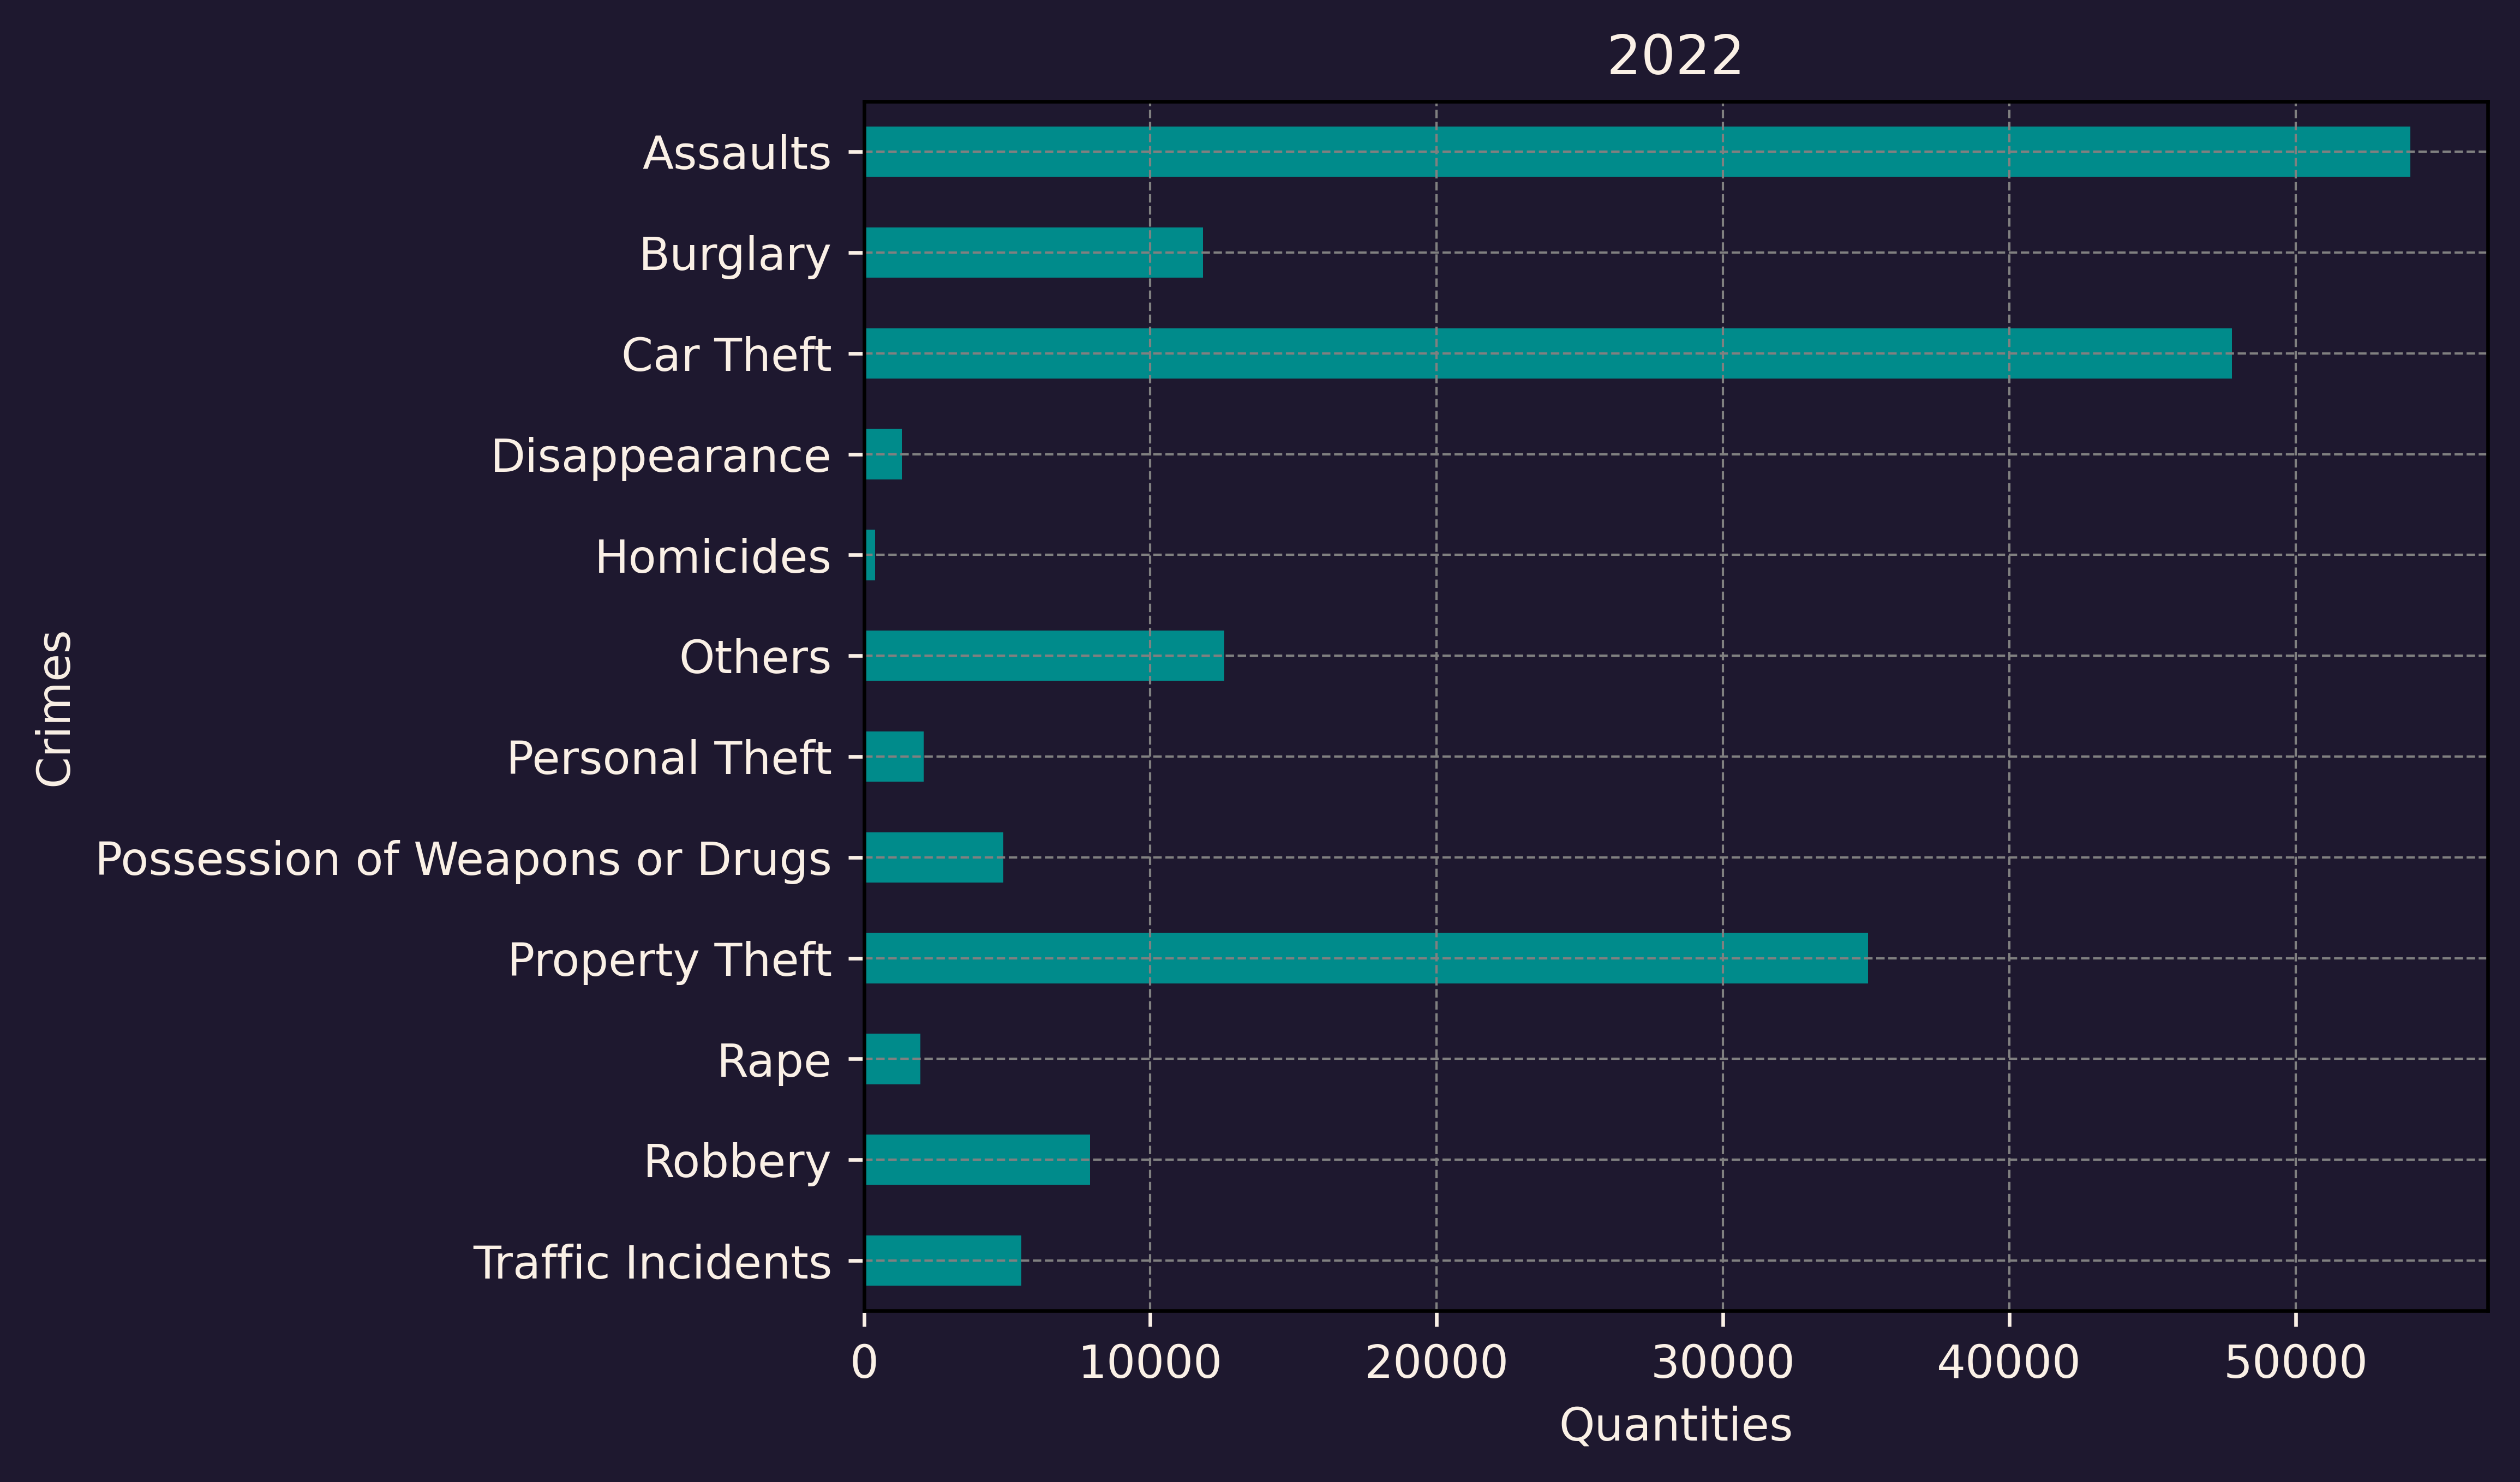 2022
Assaults
Burglary
Car Theft
Disappearance
Homicides
Others
Personal Theft
Possession of Weapons or Drugs
Property Theft
Rape
Robbery
Traffic Incidents
Crimes
0 10000 20000 30000 40000 50000
Quantities